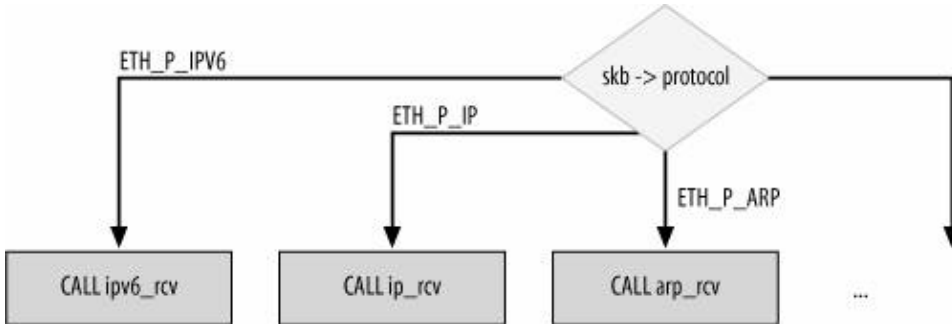 ETH_P_IPV6
skb -> protocol
ETH_P_IP
ETH_P_ARP
CALL ipv6_rcv
CALL ip_rcv
CALL arp_rcv
...